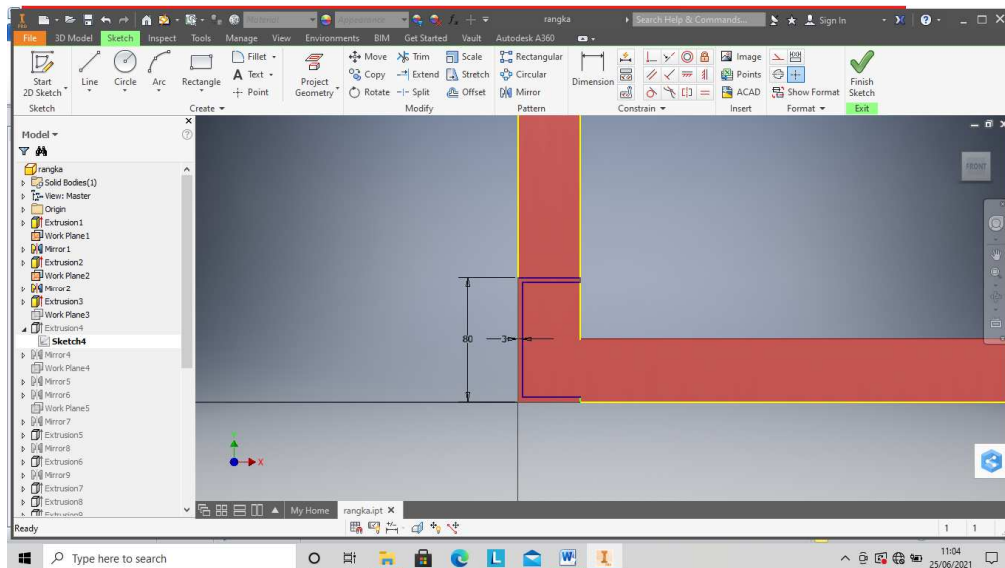 Material
Appearance
rangka
Search Help & Commands...
Sign In
PRO
File 3D Model Sketch Inspect Tools Manage View Environments BIM Get Started Vault Autodesk A360
Start
2D Sketch
Line
Circle
Arc
Rectangle
Fillet
Text
Point
Project
Geometry
Move Trim Scale
Copy Extend Stretch
Rotate Split Offset
Rectangular
Circular
Mirror
Dimension
Image
Points
ACAD
Show Format
Finish
Sketch
Sketch Create Modify Pattern Constrain Insert Format Exit
Model
rangka
Solid Bodies(1)
View: Master
Origin
Extrusion1
Work Plane1
Mirror1
Extrusion2
Work Plane2
Mirror2
Extrusion3
Work Plane3
Extrusion4
Sketch4
Mirror4
Work Plane4
Mirror5
Mirror6
Work Plane5
Mirror7
Extrusion5
Mirror8
Extrusion6
Mirror9
Extrusion7
Extrusion8
Extrusion9
FRONT
80
3
X
My Home rangka.ipt
Ready
1 1
Type here to search
11:04
25/06/2021